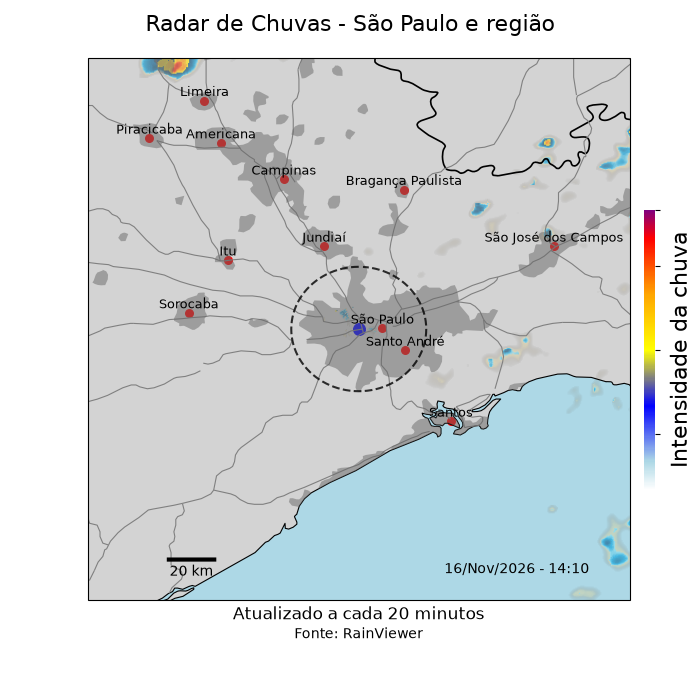 Radar de Chuvas - São Paulo e região
Limeira
Piracicaba
Americana
Campinas
Bragança Paulista
Jundiaí
São José dos Campos
Itu
Sorocaba
São Paulo
Santo André
Santos
Intensidade da chuva
20 km
16/Nov/2026 - 14:10
Atualizado a cada 20 minutos
Fonte: RainViewer